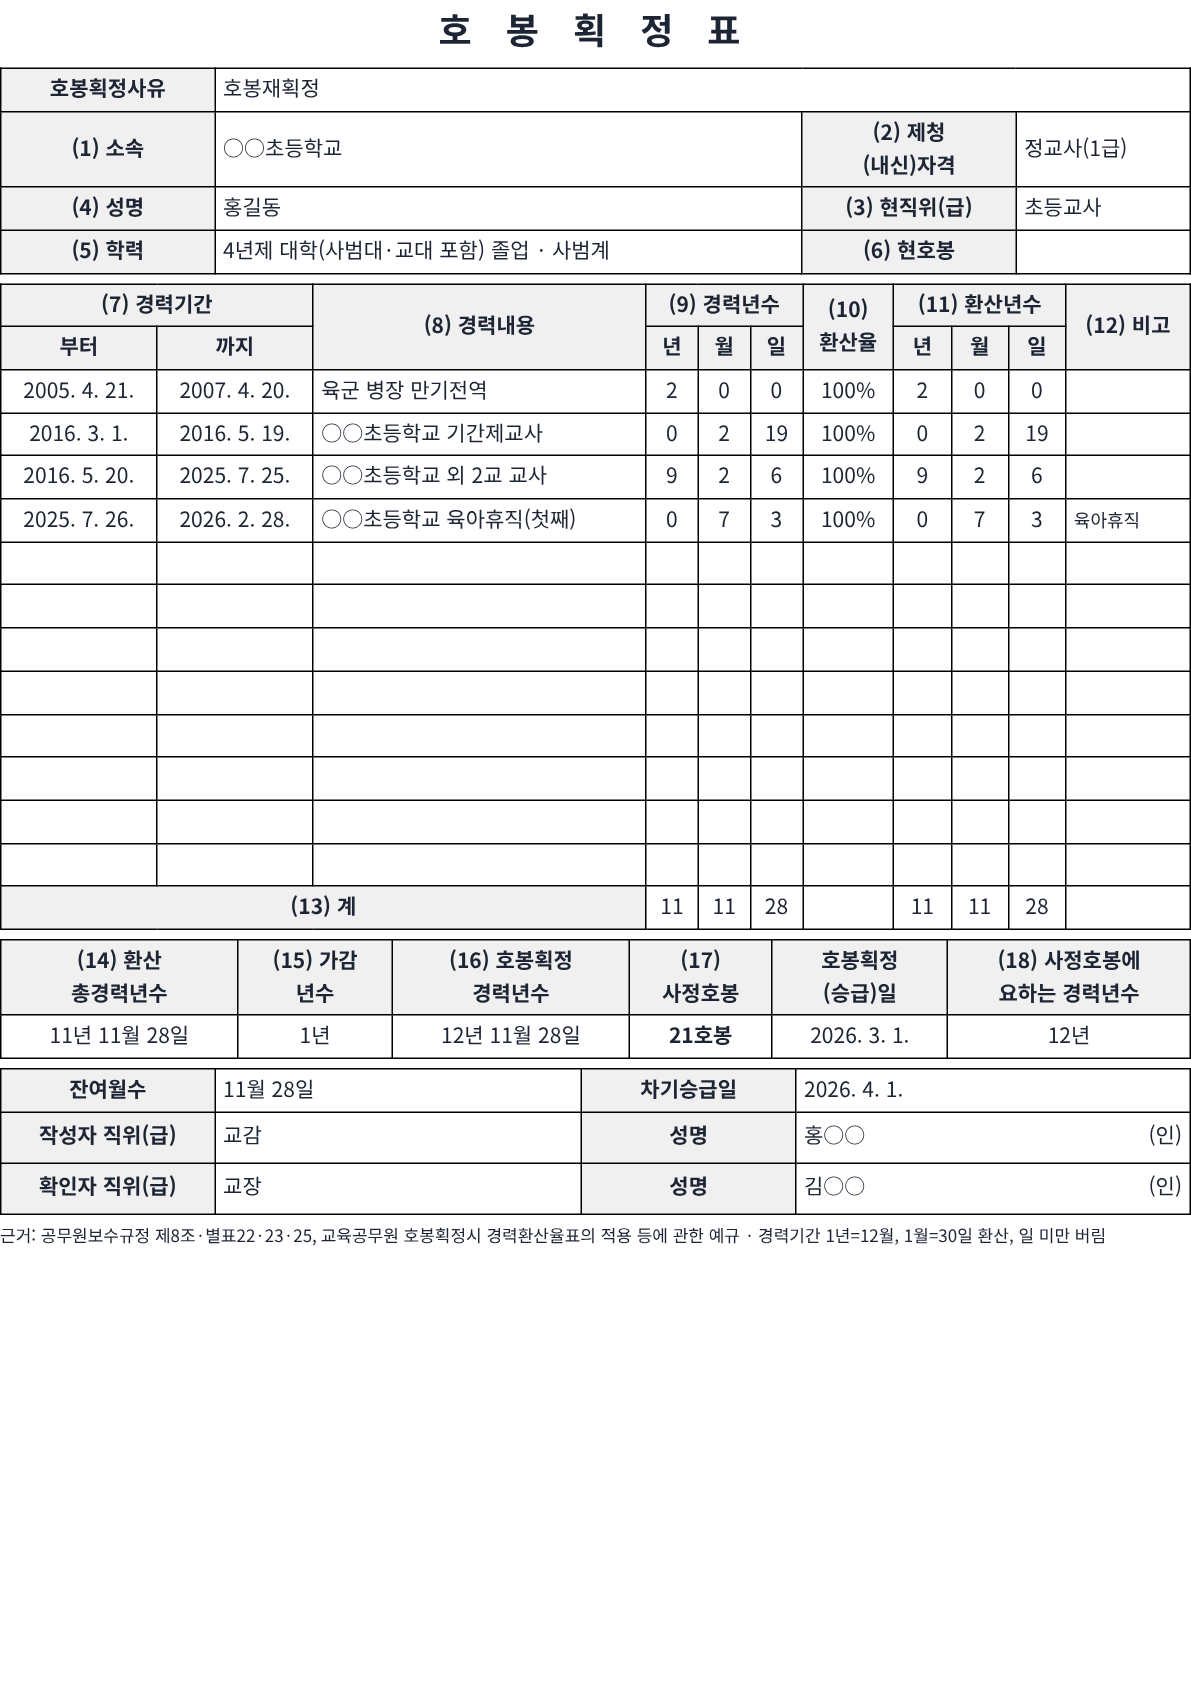 호 봉 획 정 표
호봉획정사유 호봉재획정
(1) 소속 ○○초등학교 (2) 제청
(내신)자격 정교사(1급)
(4) 성명 홍길동 (3) 현직위(급) 초등교사
(5) 학력 4년제 대학(사범대·교대 포함) 졸업 · 사범계 (6) 현호봉
(7) 경력기간 (8) 경력내용 (9) 경력년수 (10)
환산율 (11) 환산년수 (12) 비고
부터 까지 년 월 일 년 월 일
2005. 4. 21. 2007. 4. 20. 육군 병장 만기전역 2 0 0 100% 2 0 0
2016. 3. 1. 2016. 5. 19. ○○초등학교 기간제교사 0 2 19 100% 0 2 19
2016. 5. 20. 2025. 7. 25. ○○초등학교 외 2교 교사 9 2 6 100% 9 2 6
2025. 7. 26. 2026. 2. 28. ○○초등학교 육아휴직(첫째) 0 7 3 100% 0 7 3 육아휴직
(13) 계 11 11 28 11 11 28
(14) 환산
총경력년수 (15) 가감
년수 (16) 호봉획정
경력년수 (17)
사정호봉 호봉획정
(승급)일 (18) 사정호봉에
요하는 경력년수
11년 11월 28일 1년 12년 11월 28일 21호봉 2026. 3. 1. 12년
잔여월수 11월 28일 차기승급일 2026. 4. 1.
작성자 직위(급) 교감 성명 홍○○ (인)
확인자 직위(급) 교장 성명 김○○ (인)
근거: 공무원보수규정 제8조·별표22·23·25, 교육공무원 호봉획정시 경력환산율표의 적용 등에 관한 예규 · 경력기간 1년=12월, 1월=30일 환산, 일 미만 버림